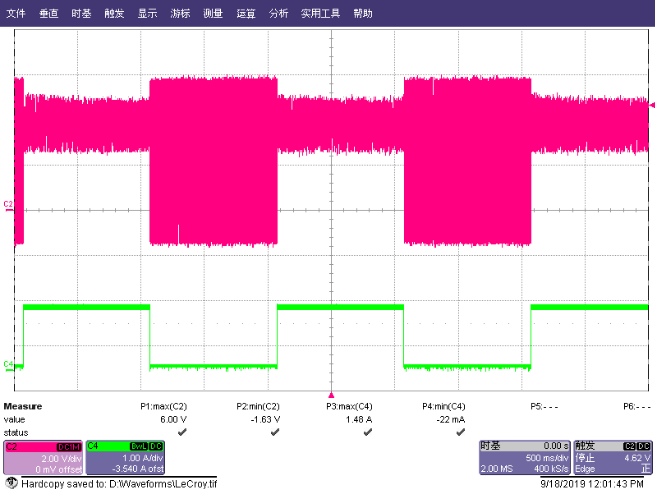 文件 垂直 时基 触发 显示 游标 测量 运算 分析 实用工具 帮助
C2
C4
Measure P1:max(C2) P2:min(C2) P3:max(C4) P4:min(C4) P5:--- P6:---
value 6.00 V -1.63 V 1.48 A -22 mA
status
C2 DC1M
2.00 V/div
0 mV offset
C4 BwL DC
1.00 A/div
-3.540 A ofst
时基 0.00 s
500 ms/div
2.00 MS 400 kS/s
触发 C2 DC
停止 4.62 V
Edge 正
Hardcopy saved to: D:\Waveforms\LeCroy.tif
9/18/2019 12:01:43 PM